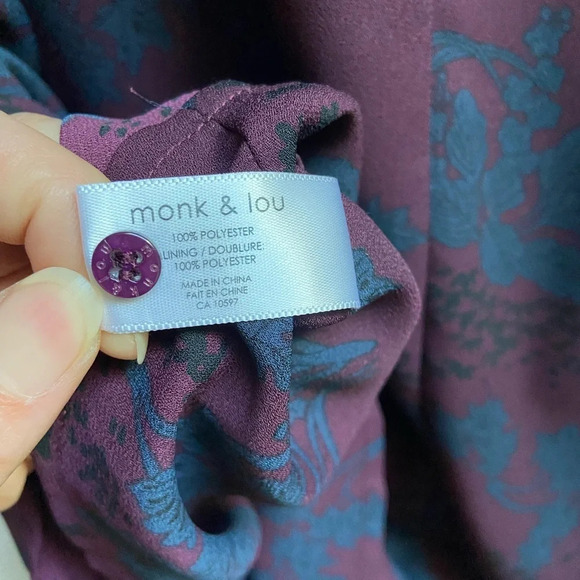 monk & lou
100% POLYESTER
LINING / DOUBLURE:
100% POLYESTER
MADE IN CHINA
FAIT EN CHINE
CA 10597